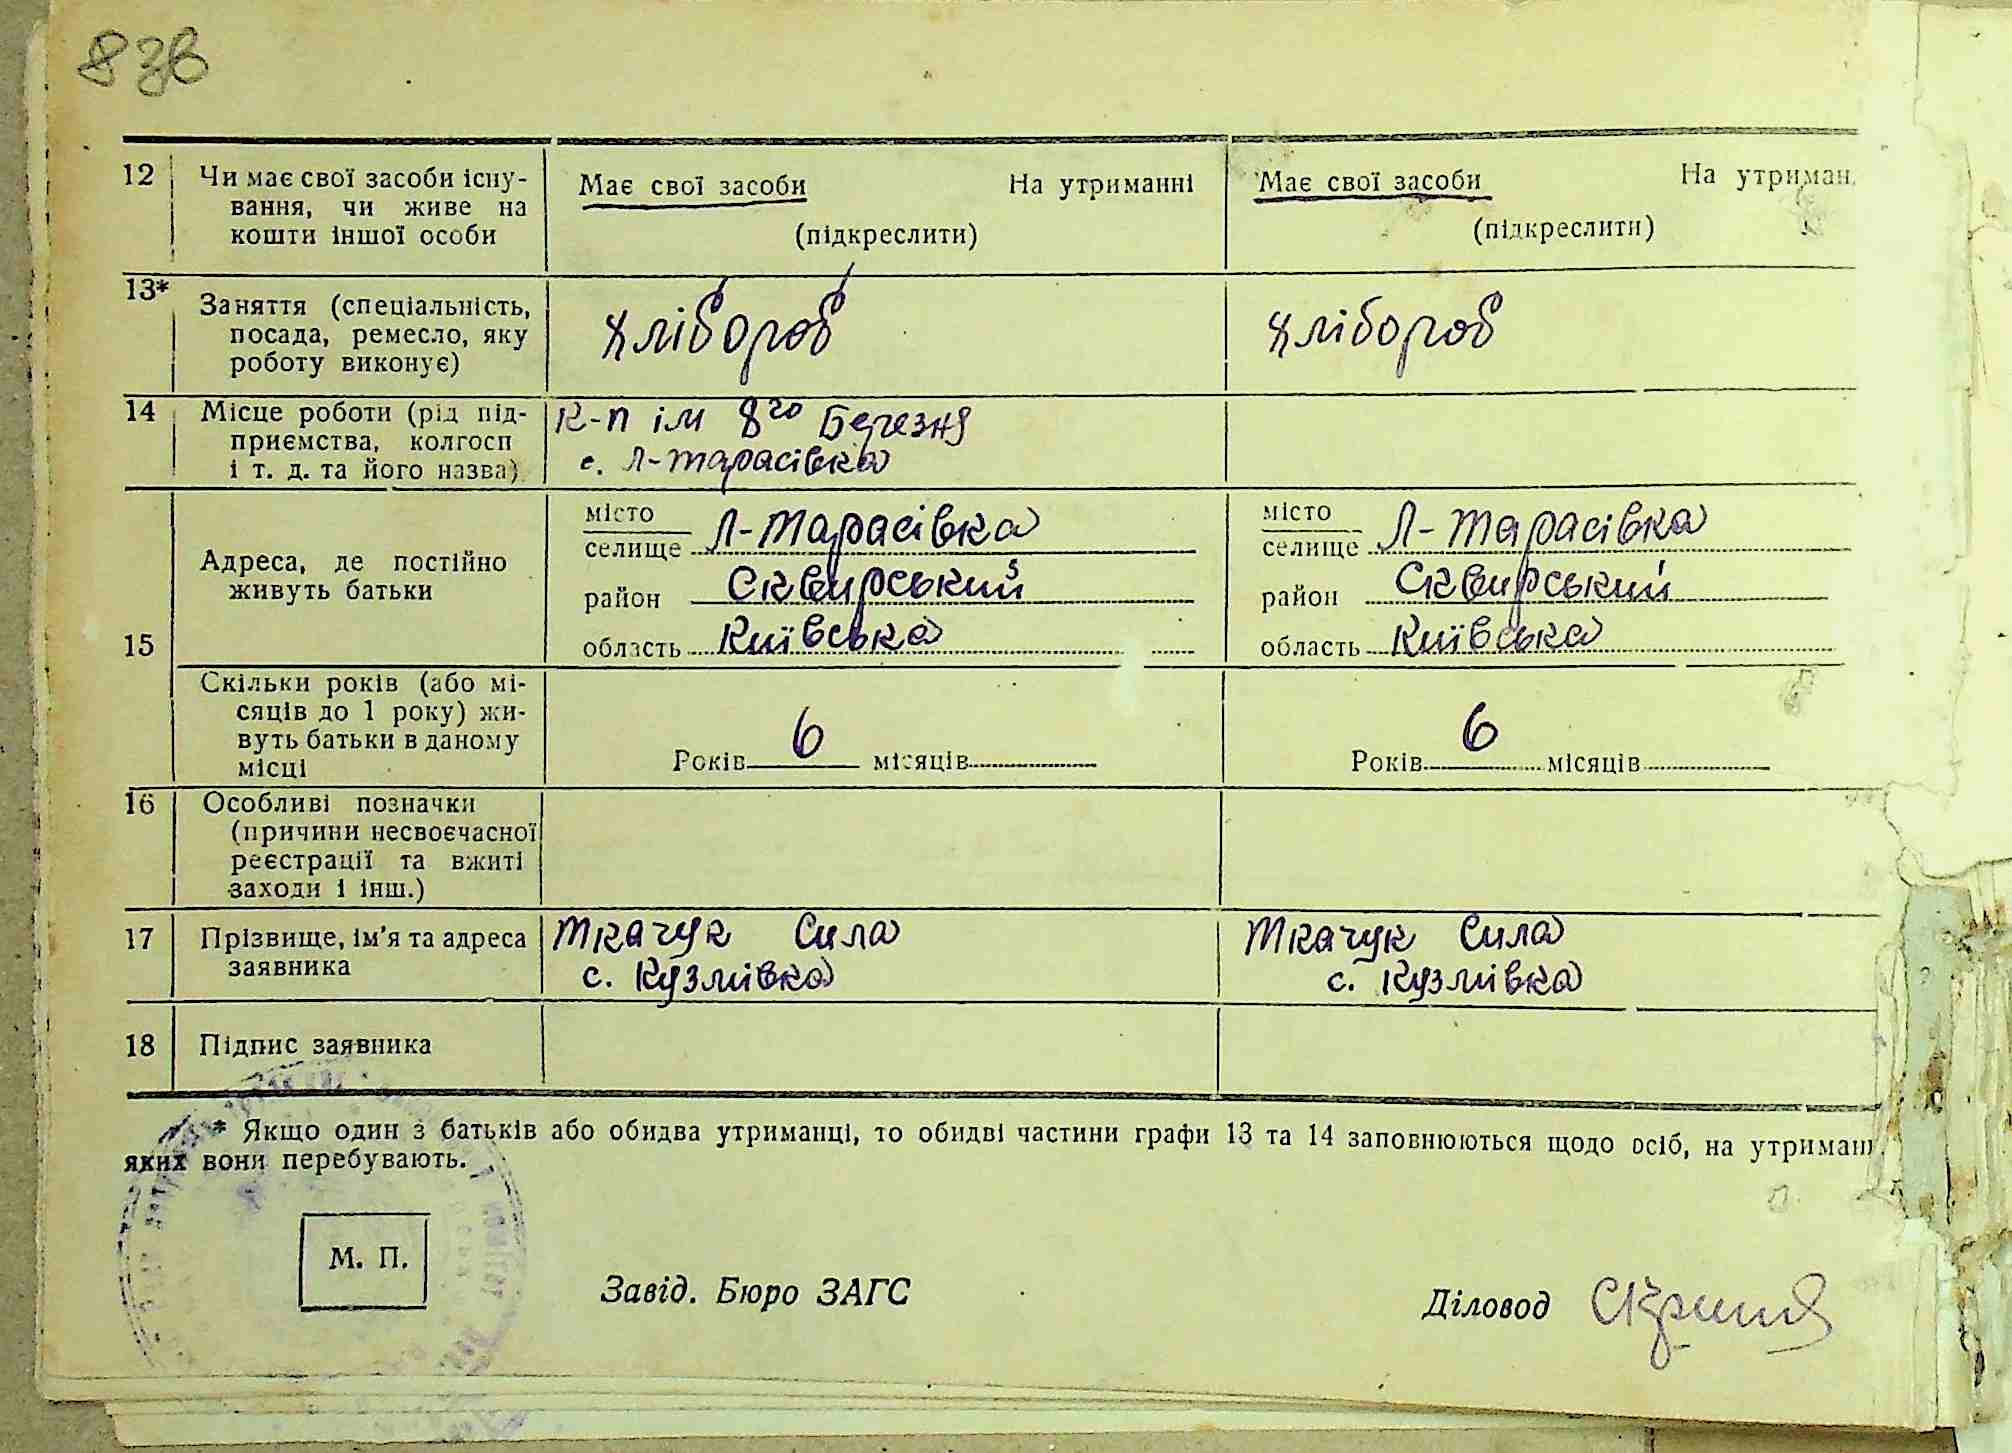 83в
12 Чи має свої засоби існу-
вання, чи живе на
кошти іншої особи
Має свої засоби На утриманні
(підкреслити)
Має свої засоби На утриман
(підкреслити)
13* Заняття (спеціальність,
посада, ремесло, яку
роботу виконує)
Хлібороб
Хлібороб
14 Місце роботи (рід під-
приємства, колгосп
і т. д. та його назва)
К-п ім 8го Березня
с. Л-Тарасівка
15 Адреса, де постійно
живуть батьки
місто
селище Л-Тарасівка
район Сквирський
область Київська
місто
селище Л-Тарасівка
район Сквирський
область Київська
Скільки років (або мі-
сяців до 1 року) жи-
вуть батьки в даному
місці
Років 6 місяців
Років 6 місяців
16 Особливі позначки
(причини несвоєчасної
реєстрації та вжиті
заходи і інш.)
17 Прізвище, ім'я та адреса
заявника
Ткачук Сила
с. Кузмівка
Ткачук Сила
с. Кузмівка
18 Підпис заявника
* Якщо один з батьків або обидва утриманці, то обидві частини графи 13 та 14 заповнюються щодо осіб, на утриман
яких вони перебувають.
М. П.
Завід. Бюро ЗАГС
Діловод